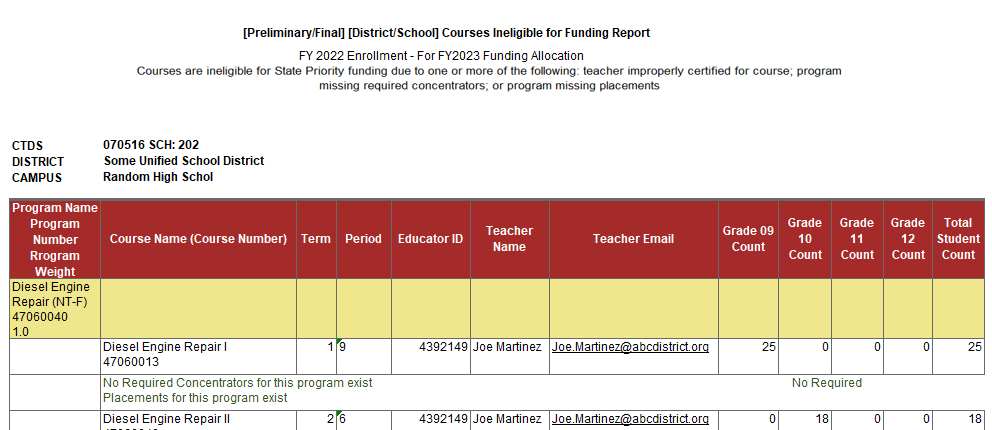 [Preliminary/Final] [District/School] Courses Ineligible for Funding Report
FY 2022 Enrollment - For FY2023 Funding Allocation
Courses are ineligible for State Priority funding due to one or more of the following: teacher improperly certified for course; program
missing required concentrators; or program missing placements
CTDS 070516 SCH: 202
DISTRICT Some Unified School District
CAMPUS Random High Schol
Program Name
Program
Number
Rrogram
Weight
Course Name (Course Number)
Term
Period
Educator ID
Teacher
Name
Teacher Email
Grade 09
Count
Grade
10
Count
Grade
11
Count
Grade
12
Count
Total
Student
Count
Diesel Engine
Repair (NT-F)
47060040
1.0
Diesel Engine Repair I 1 9 4392149 Joe Martinez Joe.Martinez@abcdistrict.org 25 0 0 0 25
47060013
No Required Concentrators for this program exist No Required
Placements for this program exist
Diesel Engine Repair II 2 6 4392149 Joe Martinez Joe.Martinez@abcdistrict.org 0 18 0 0 18